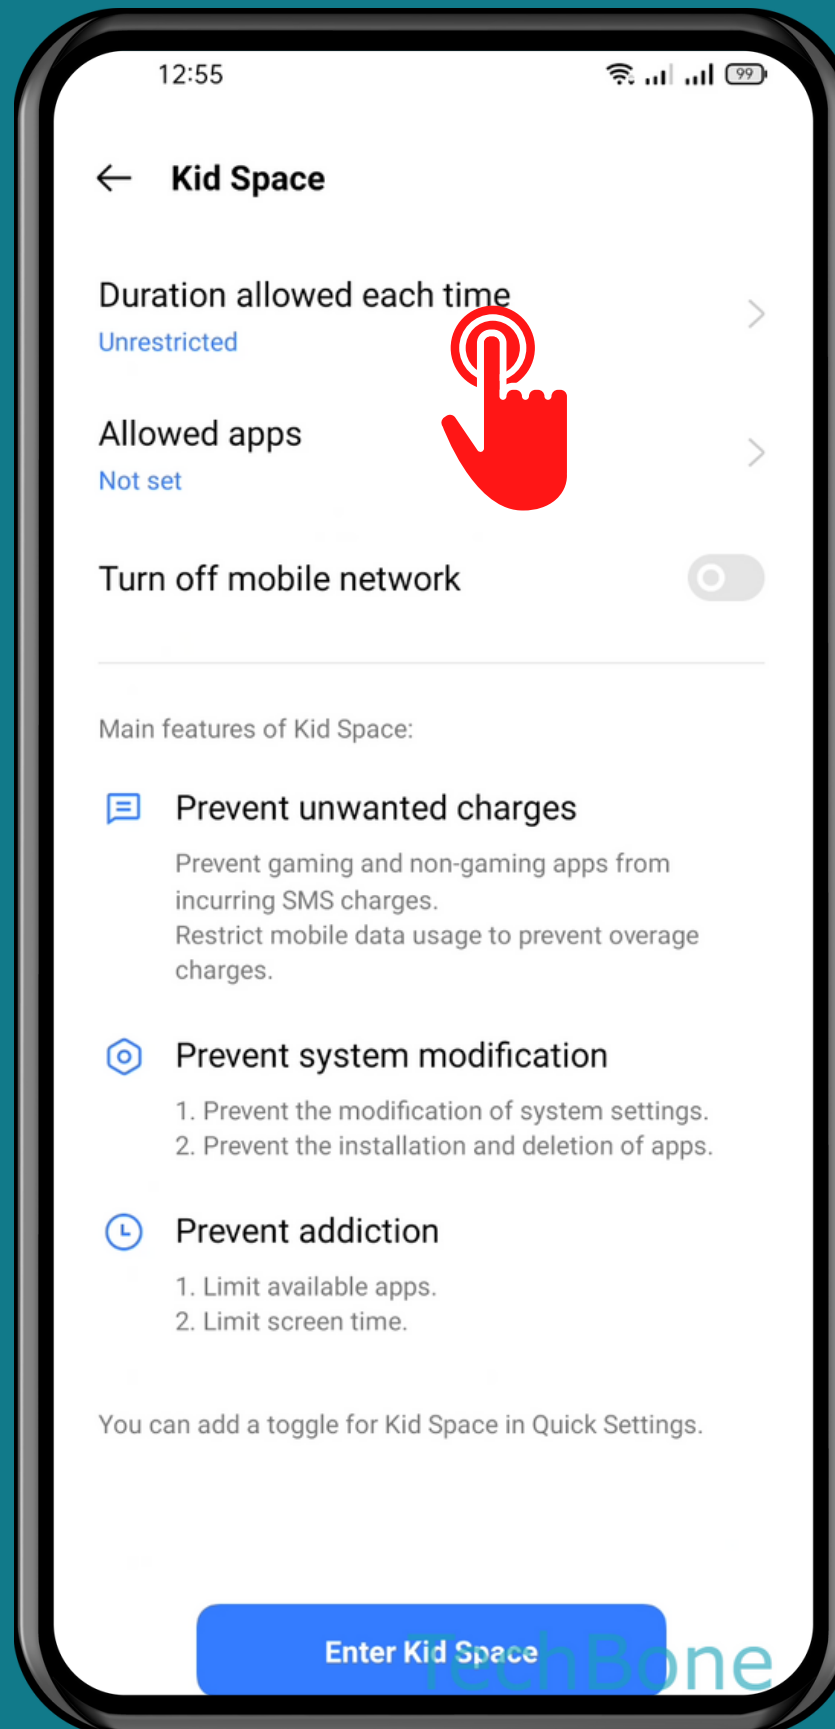 12:55
99
Kid Space
Duration allowed each time
Unrestricted
Allowed apps
Not set
Turn off mobile network
Main features of Kid Space:
Prevent unwanted charges
Prevent gaming and non-gaming apps from
incurring SMS charges.
Restrict mobile data usage to prevent overage
charges.
Prevent system modification
1. Prevent the modification of system settings.
2. Prevent the installation and deletion of apps.
Prevent addiction
1. Limit available apps.
2. Limit screen time.
You can add a toggle for Kid Space in Quick Settings.
Enter Kid Space
TechBone